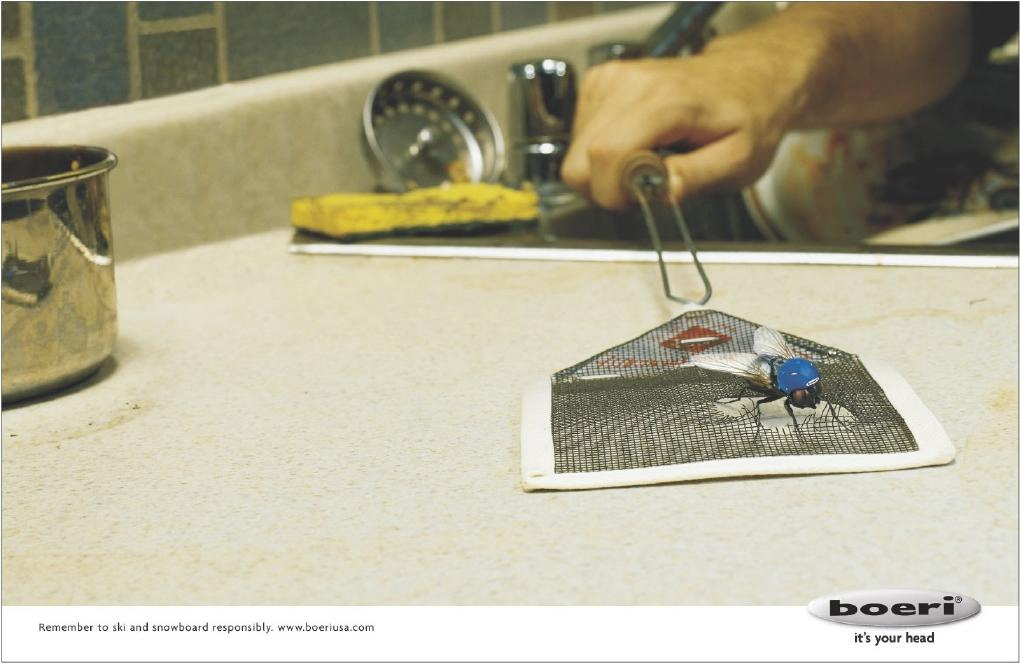 Remember to ski and snowboard responsibly. www.boeriusa.com
boeri®
it's your head